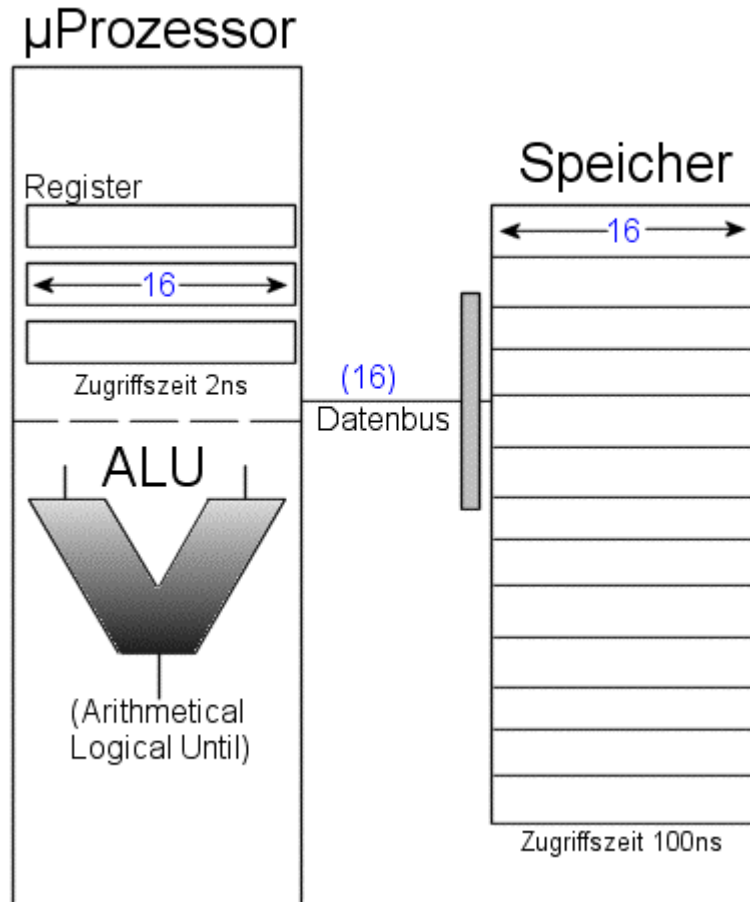 µProzessor
Register
16
Zugriffszeit 2ns
ALU
(Arithmetical
Logical Until)
(16)
Datenbus
Speicher
16
Zugriffszeit 100ns